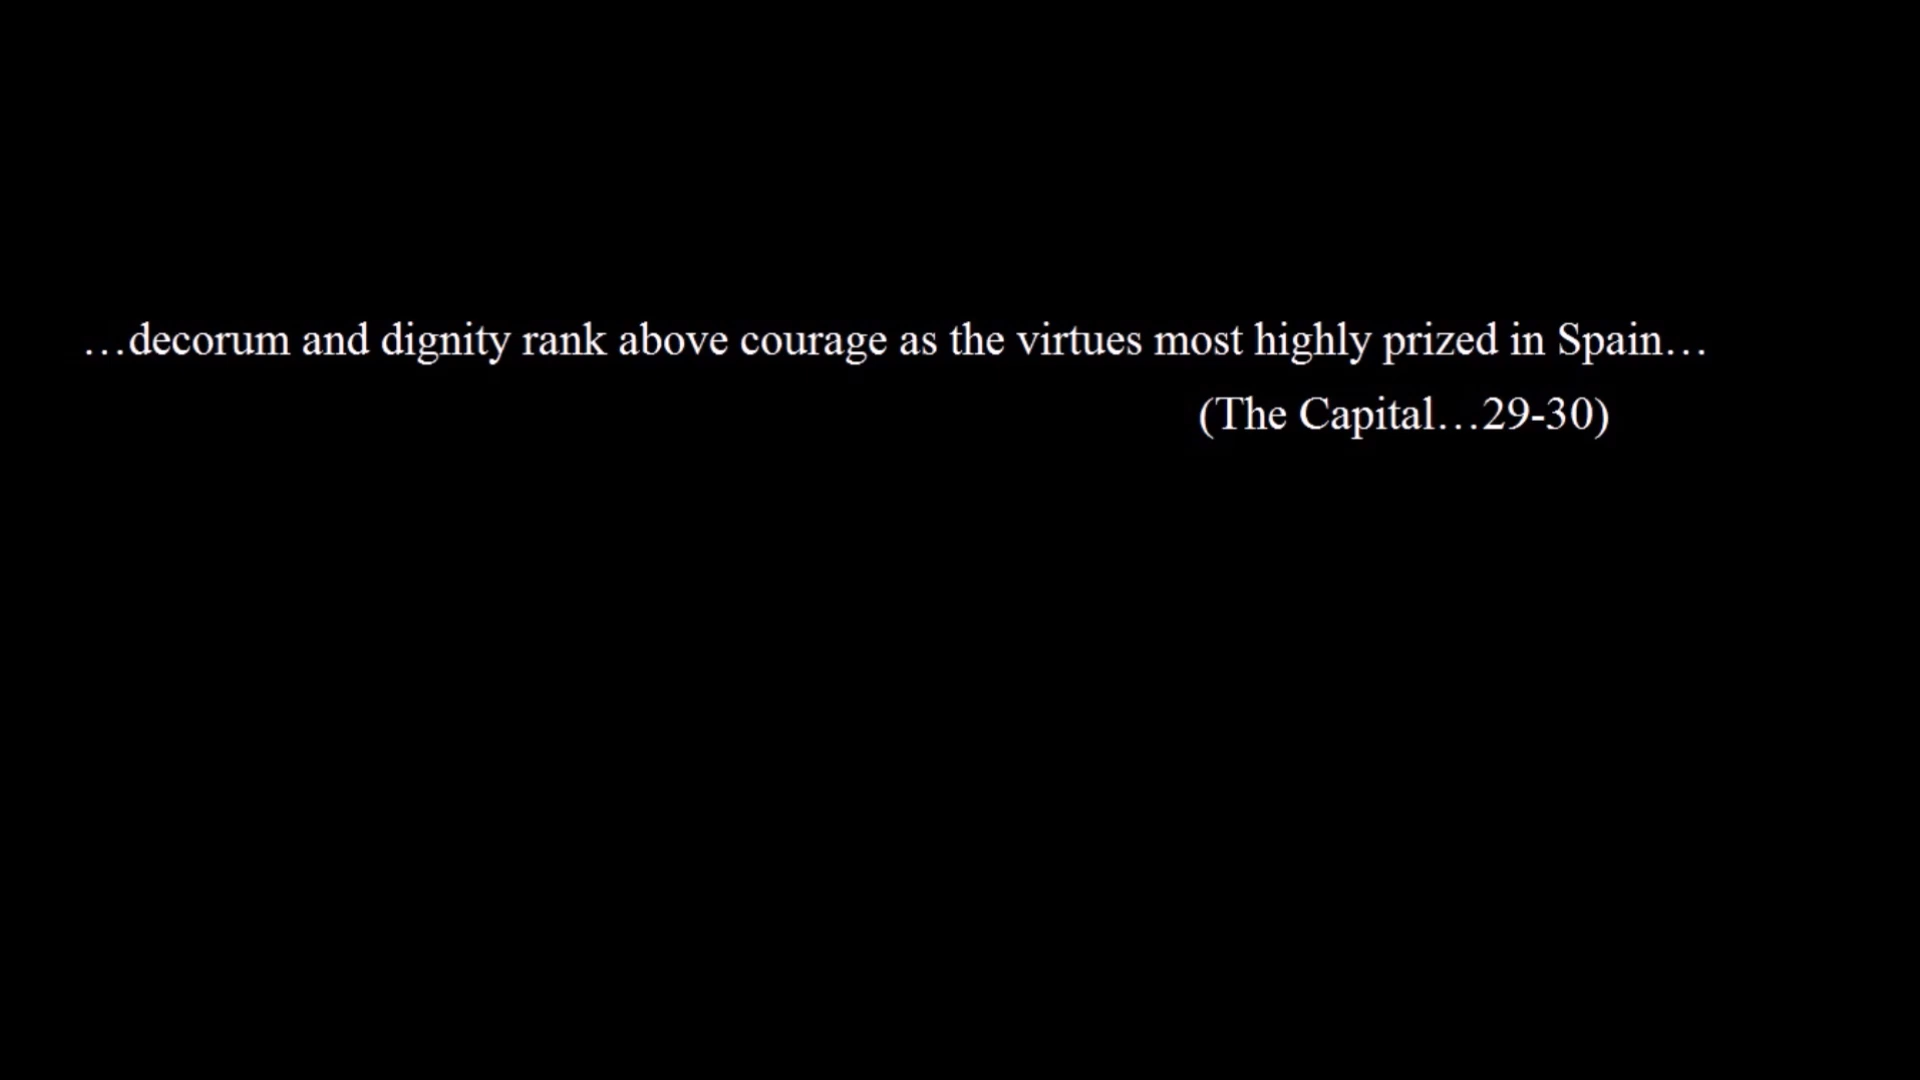 …decorum and dignity rank above courage as the virtues most highly prized in Spain…
(The Capital…29-30)